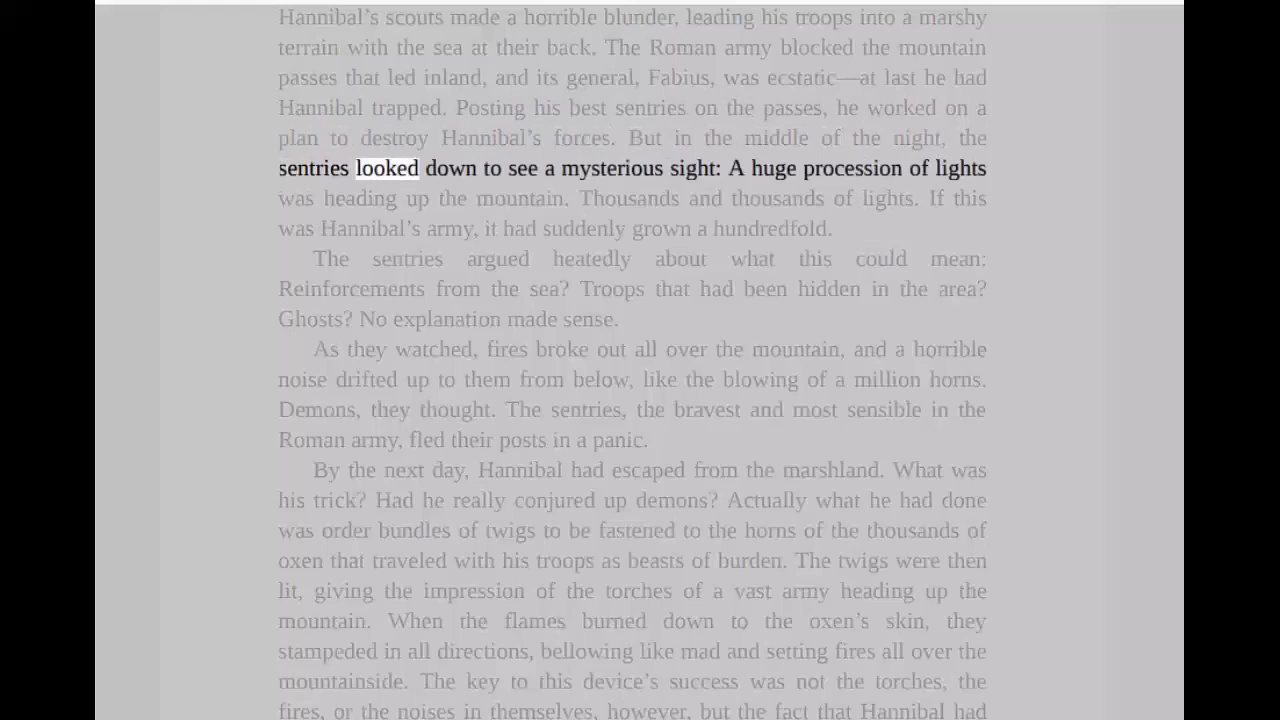 Hannibal’s scouts made a horrible blunder, leading his troops into a marshy
terrain with the sea at their back. The Roman army blocked the mountain
passes that led inland, and its general, Fabius, was ecstatic—at last he had
Hannibal trapped. Posting his best sentries on the passes, he worked on a
plan to destroy Hannibal’s forces. But in the middle of the night, the
sentries looked down to see a mysterious sight: A huge procession of lights
was heading up the mountain. Thousands and thousands of lights. If this
was Hannibal’s army, it had suddenly grown a hundredfold.
The sentries argued heatedly about what this could mean:
Reinforcements from the sea? Troops that had been hidden in the area?
Ghosts? No explanation made sense.
As they watched, fires broke out all over the mountain, and a horrible
noise drifted up to them from below, like the blowing of a million horns.
Demons, they thought. The sentries, the bravest and most sensible in the
Roman army, fled their posts in a panic.
By the next day, Hannibal had escaped from the marshland. What was
his trick? Had he really conjured up demons? Actually what he had done
was order bundles of twigs to be fastened to the horns of the thousands of
oxen that traveled with his troops as beasts of burden. The twigs were then
lit, giving the impression of the torches of a vast army heading up the
mountain. When the flames burned down to the oxen’s skin, they
stampeded in all directions, bellowing like mad and setting fires all over the
mountainside. The key to this device’s success was not the torches, the
fires, or the noises in themselves, however, but the fact that Hannibal had